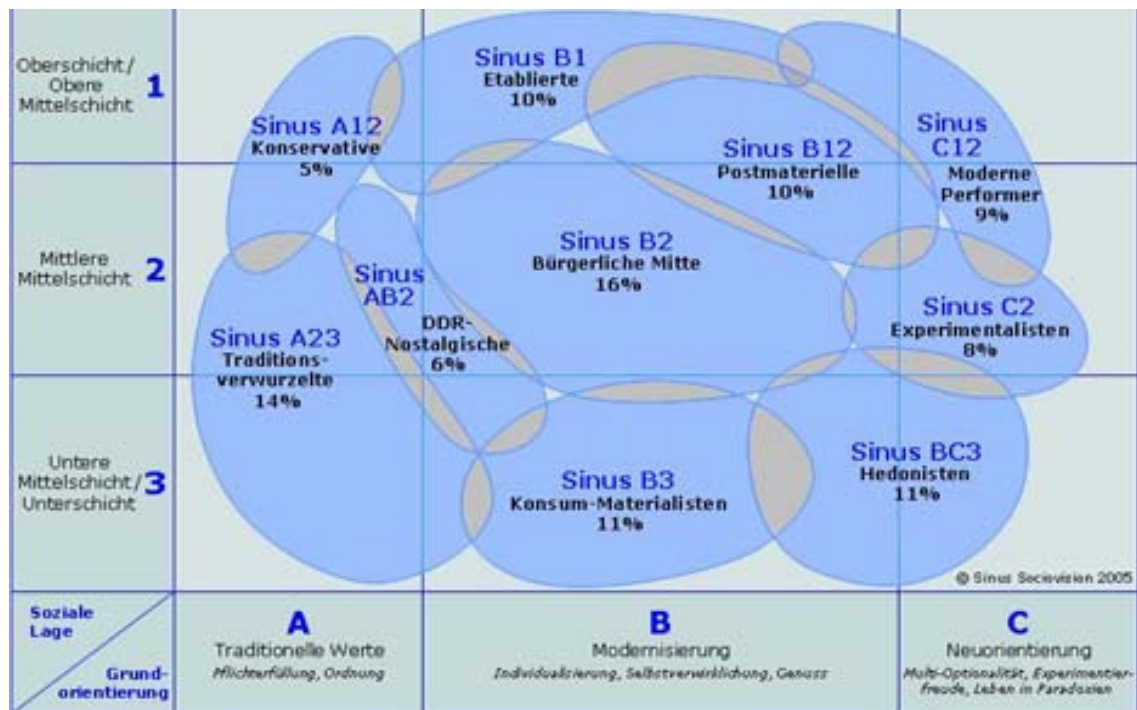 Oberschicht/
Obere
Mittelschicht
1
Sinus B1
Etablierte
10%
Sinus A12
Konservative
5%
Sinus B12
Postmaterielle
10%
Sinus
C12
Moderne
Performer
9%
Mittlere
Mittelschicht
2
Sinus B2
Bürgerliche Mitte
16%
Sinus
AB2
DDR-
Nostalgische
6%
Sinus A23
Traditions-
verwurzelte
14%
Sinus C2
Experimentalisten
8%
Untere
Mittelschicht/
Unterschicht
3
Sinus B3
Konsum-Materialisten
11%
Sinus BC3
Hedonisten
11%
© Sinus Sociovision 2005
Soziale
Lage
Grund-
orientierung
A
Traditionelle Werte
Pflichterfüllung, Ordnung
B
Modernisierung
Individualisierung, Selbstverwirklichung, Genuss
C
Neuorientierung
Multi-Optionalität, Experimentier-
freude, Leben in Paradoxien